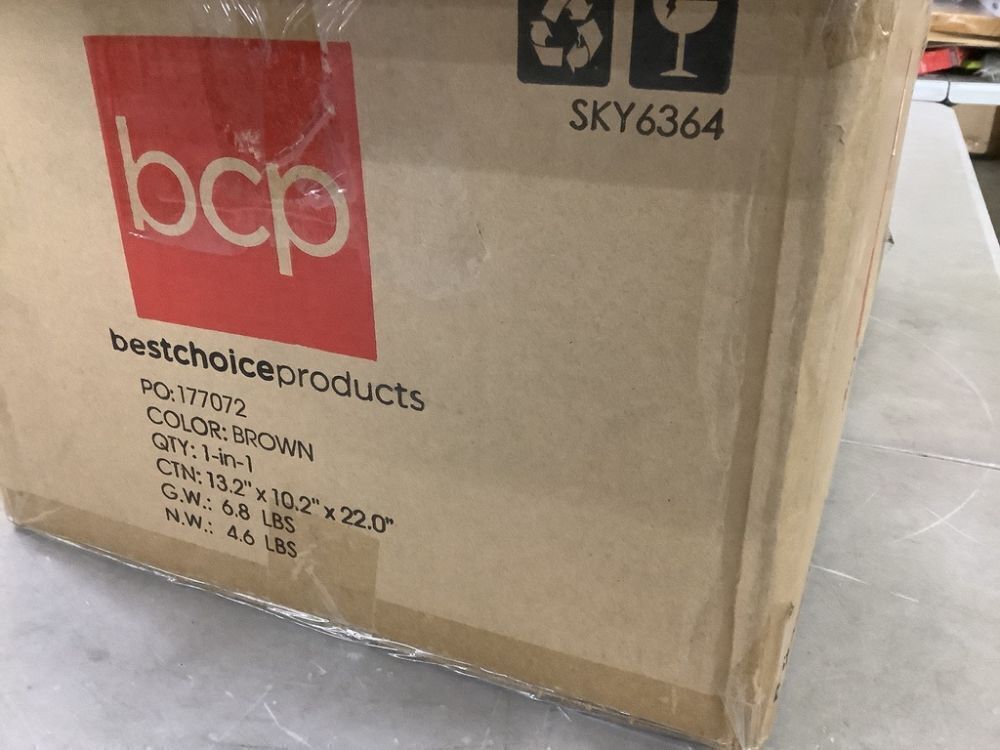 SKY6364
bcp
bestchoiceproducts
PO:177072
COLOR: BROWN
QTY: 1-in-1
CTN: 13.2" x 10.2" x 22.0"
G.W.: 6.8 LBS
N.W.: 4.6 LBS